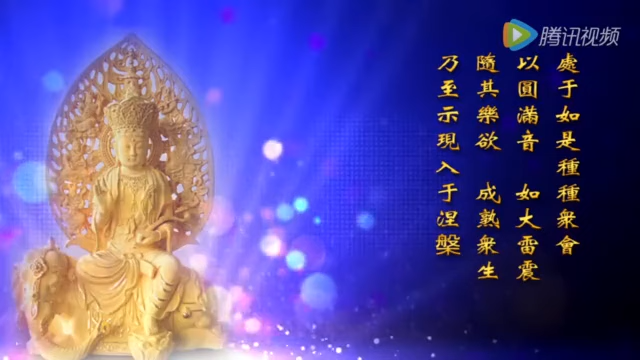 腾讯视频
處于如是種種衆會
以圓滿音 如大雷震
隨其樂欲 成熟衆生
乃至示現入于涅槃